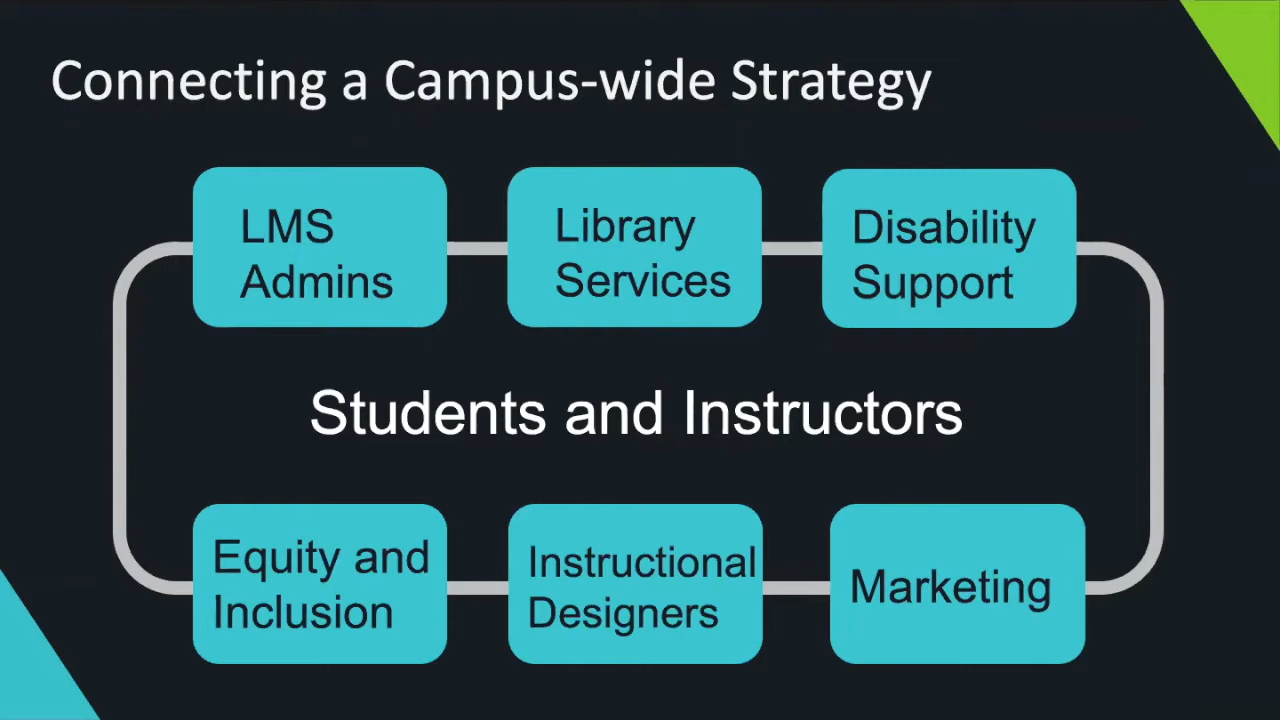 Connecting a Campus-wide Strategy
LMS
Admins
Library
Services
Disability
Support
Students and Instructors
Equity and
Inclusion
Instructional
Designers
Marketing